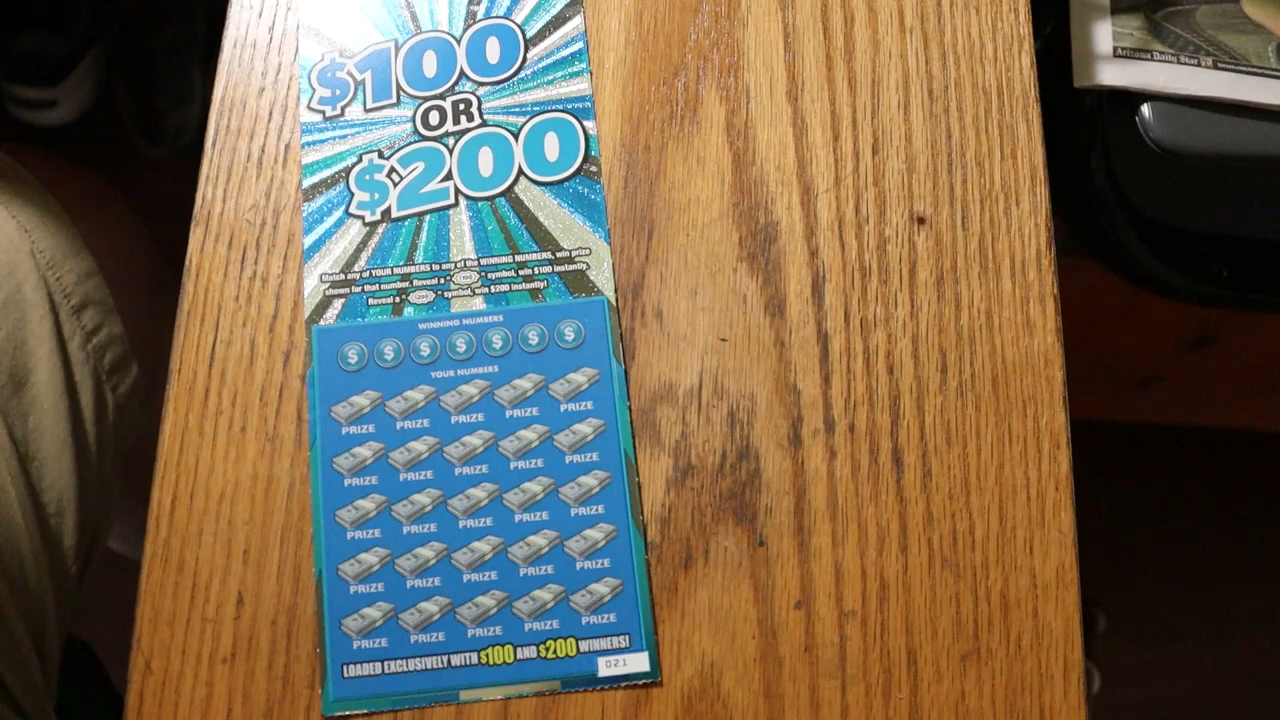 $100
OR
$200
Match any of YOUR NUMBERS to any of the WINNING NUMBERS, win prize
shown for that number. Reveal a " " symbol, win $100 instantly.
Reveal a " " symbol, win $200 instantly!
WINNING NUMBERS
$ $ $ $ $ $ $
YOUR NUMBERS
PRIZE PRIZE PRIZE PRIZE PRIZE
PRIZE PRIZE PRIZE PRIZE PRIZE
PRIZE PRIZE PRIZE PRIZE PRIZE
PRIZE PRIZE PRIZE PRIZE PRIZE
PRIZE PRIZE PRIZE PRIZE PRIZE
LOADED EXCLUSIVELY WITH $100 AND $200 WINNERS!
021
Arizona Daily Star